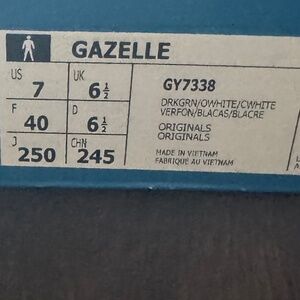 GAZELLE
US UK
7 6½
F D
40 6½
J CHN
250 245
GY7338
DRKGRN/OWHITE/CWHITE
VERFON/BLACAS/BLACRE
ORIGINALS
ORIGINALS
MADE IN VIETNAM
FABRIQUE AU VIETNAM